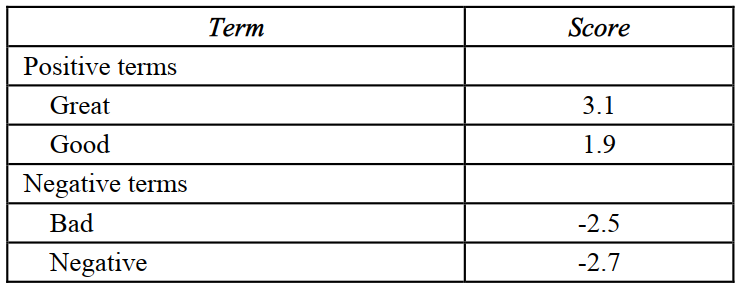 Term Score
Positive terms
Great 3.1
Good 1.9
Negative terms
Bad -2.5
Negative -2.7